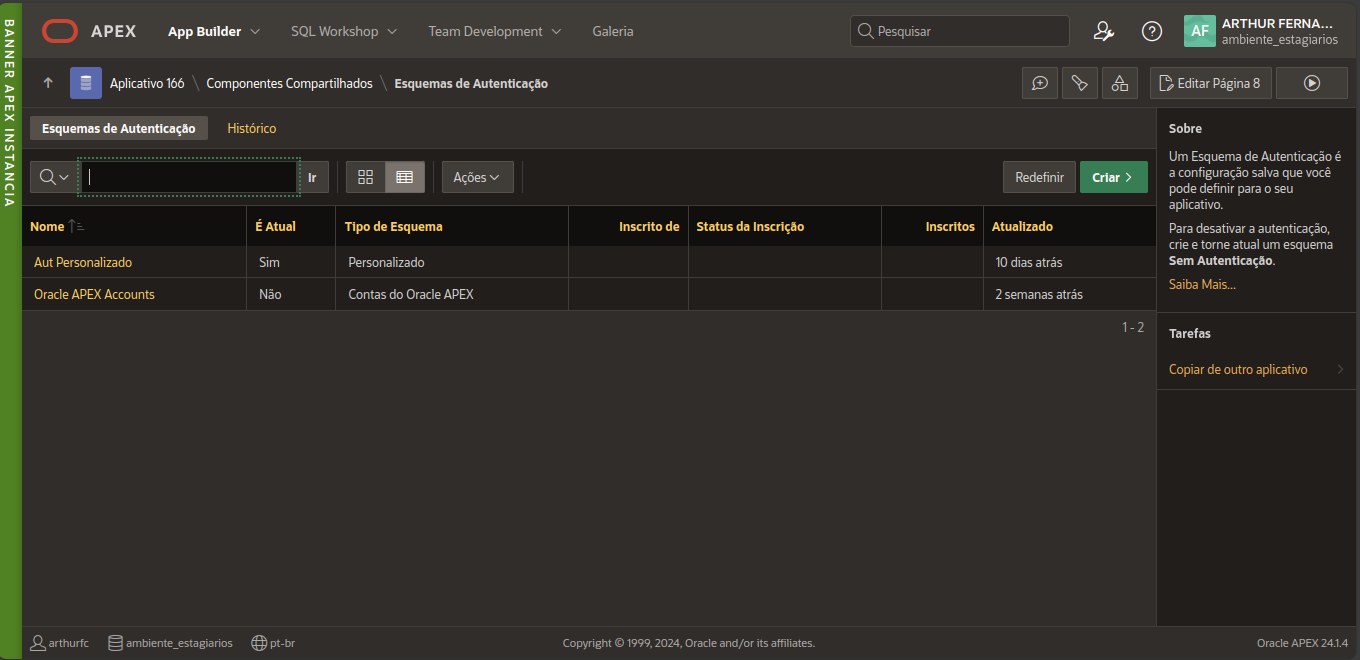 BANNER APEX INSTANCIA
APEX App Builder SQL Workshop Team Development Galeria Pesquisar ? AF ARTHUR FERNA...
ambiente_estagiarios
Aplicativo 166 \ Componentes Compartilhados \ Esquemas de Autenticação Editar Página 8
Esquemas de Autenticação Histórico
Ir Ações Redefinir Criar
Nome É Atual Tipo de Esquema Inscrito de Status da Inscrição Inscritos Atualizado
Aut Personalizado Sim Personalizado 10 dias atrás
Oracle APEX Accounts Não Contas do Oracle APEX 2 semanas atrás
1 - 2
Sobre
Um Esquema de Autenticação é
a configuração salva que você
pode definir para o seu
aplicativo.
Para desativar a autenticação,
crie e torne atual um esquema
Sem Autenticação.
Saiba Mais...
Tarefas
Copiar de outro aplicativo
arthurfc ambiente_estagiarios pt-br Copyright © 1999, 2024, Oracle and/or its affiliates. Oracle APEX 24.1.4